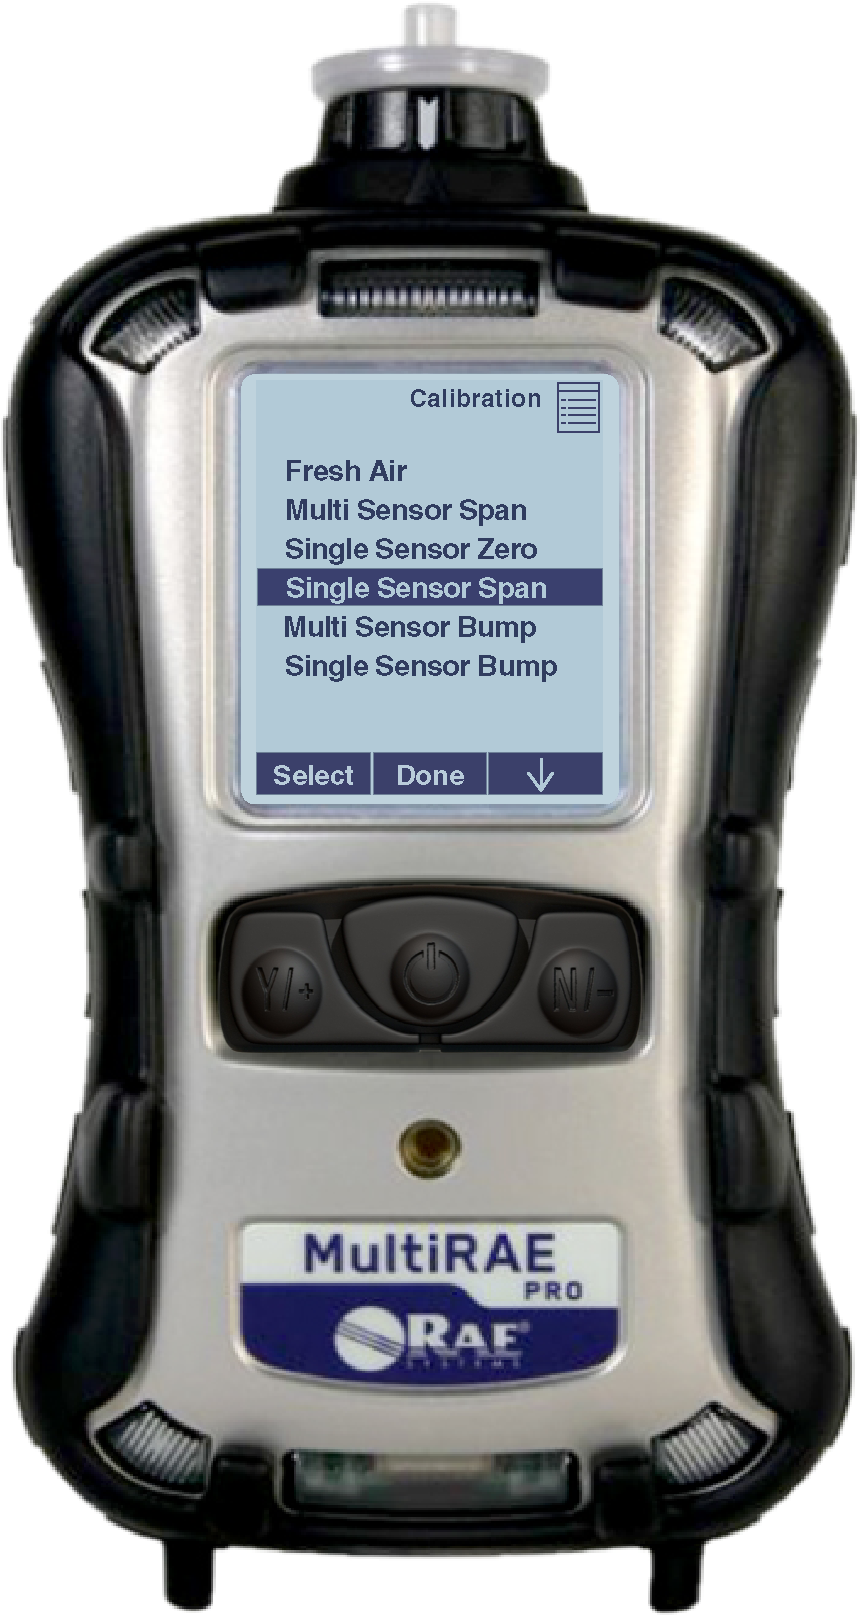 Calibration
Fresh Air
Multi Sensor Span
Single Sensor Zero
Single Sensor Span
Multi Sensor Bump
Single Sensor Bump
Select Done ↓
Y/+ N/-
MultiRAE
PRO
RAE®
SYSTEMS